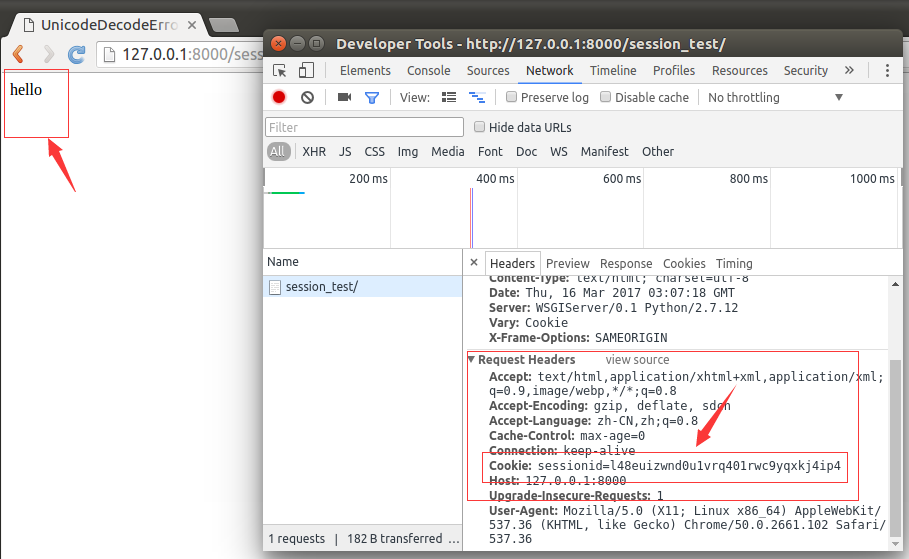 UnicodeDecodeErro
127.0.0.1:8000/sess
hello
Developer Tools - http://127.0.0.1:8000/session_test/
Elements Console Sources Network Timeline Profiles Resources Security
View: Preserve log Disable cache No throttling
Filter Hide data URLs
All XHR JS CSS Img Media Font Doc WS Manifest Other
200 ms 400 ms 600 ms 800 ms 1000 ms
Name
session_test/
1 requests | 182 B transferred ...
× Headers Preview Response Cookies Timing
Content-Type: text/html; charset=utf-8
Date: Thu, 16 Mar 2017 03:07:18 GMT
Server: WSGIServer/0.1 Python/2.7.12
Vary: Cookie
X-Frame-Options: SAMEORIGIN
Request Headers view source
Accept: text/html,application/xhtml+xml,application/xml;
q=0.9,image/webp,*/*;q=0.8
Accept-Encoding: gzip, deflate, sdch
Accept-Language: zh-CN,zh;q=0.8
Cache-Control: max-age=0
Connection: keep-alive
Cookie: sessionid=l48euizwnd0u1vrq401rwc9yqxkj4ip4
Host: 127.0.0.1:8000
Upgrade-Insecure-Requests: 1
User-Agent: Mozilla/5.0 (X11; Linux x86_64) AppleWebKit/
537.36 (KHTML, like Gecko) Chrome/50.0.2661.102 Safari/
537.36